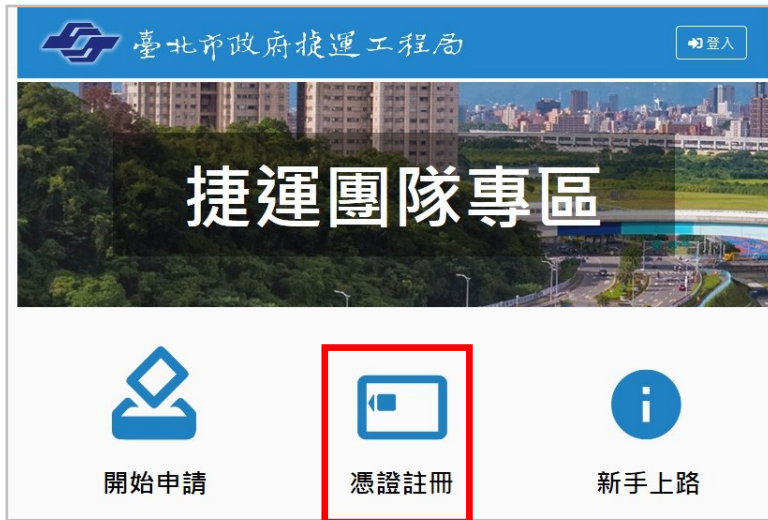 臺北市政府捷運工程局
登入
捷運團隊專區
開始申請
憑證註冊
新手上路